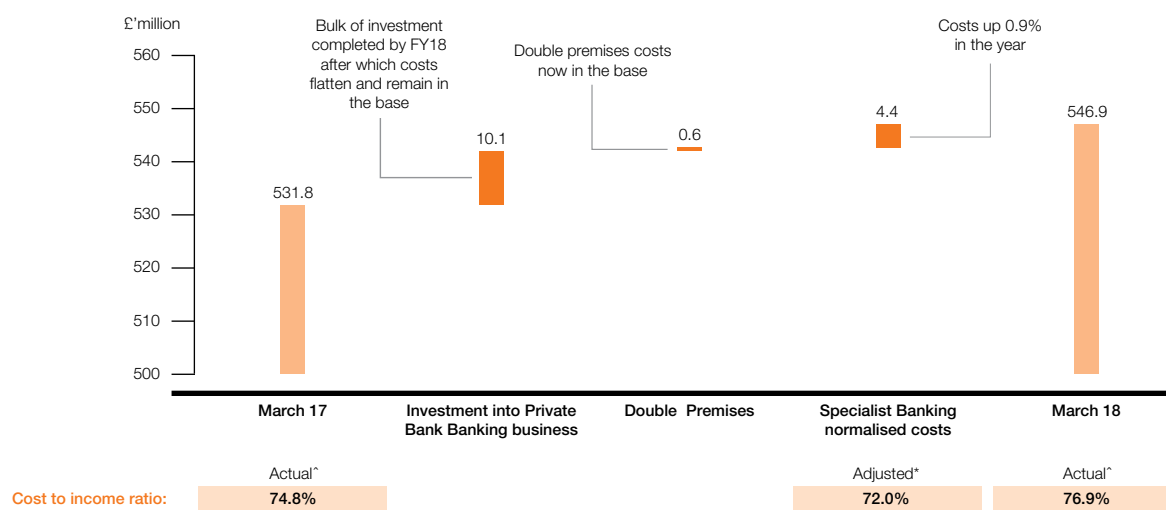 £'million
560
550
540
530
520
510
500
531.8
Bulk of investment
completed by FY18
after which costs
flatten and remain in
the base
10.1
Double premises costs
now in the base
0.6
4.4
Costs up 0.9%
in the year
546.9
March 17
Investment into Private
Bank Banking business
Double Premises
Specialist Banking
normalised costs
March 18
Actual^
Adjusted*
Actual^
Cost to income ratio:
74.8%
72.0%
76.9%